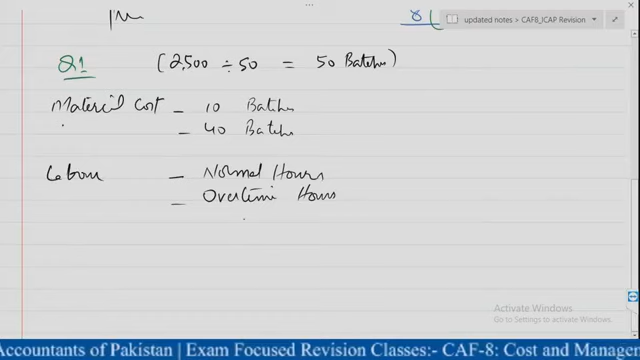 8(
updated notes > CAF8_ICAP Revision
Q1 (2,500 ÷ 50 = 50 Batches)
Material Cost - 10 Batches
- 40 Batches
Labour - Normal Hours
- Overtime Hours
Activate Windows
Go to Settings to activate Windows.
Accountants of Pakistan | Exam Focused Revision Classes:- CAF-8: Cost and Manager